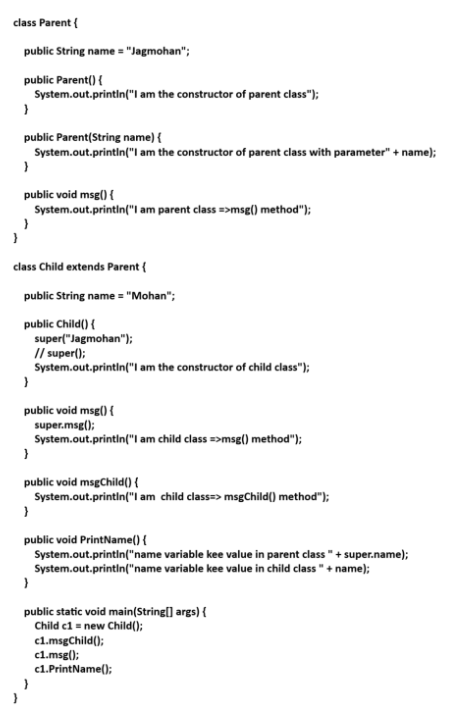 class Parent {
public String name = "Jagmohan";
public Parent() {
System.out.println("I am the constructor of parent class");
}
public Parent(String name) {
System.out.println("I am the constructor of parent class with parameter" + name);
}
public void msg() {
System.out.println("I am parent class =>msg() method");
}
}
class Child extends Parent {
public String name = "Mohan";
public Child() {
super("Jagmohan");
// super();
System.out.println("I am the constructor of child class");
}
public void msg() {
super.msg();
System.out.println("I am child class =>msg() method");
}
public void msgChild() {
System.out.println("I am  child class=> msgChild() method");
}
public void PrintName() {
System.out.println("name variable kee value in parent class " + super.name);
System.out.println("name variable kee value in child class " + name);
}
public static void main(String[] args) {
Child c1 = new Child();
c1.msgChild();
c1.msg();
c1.PrintName();
}
}